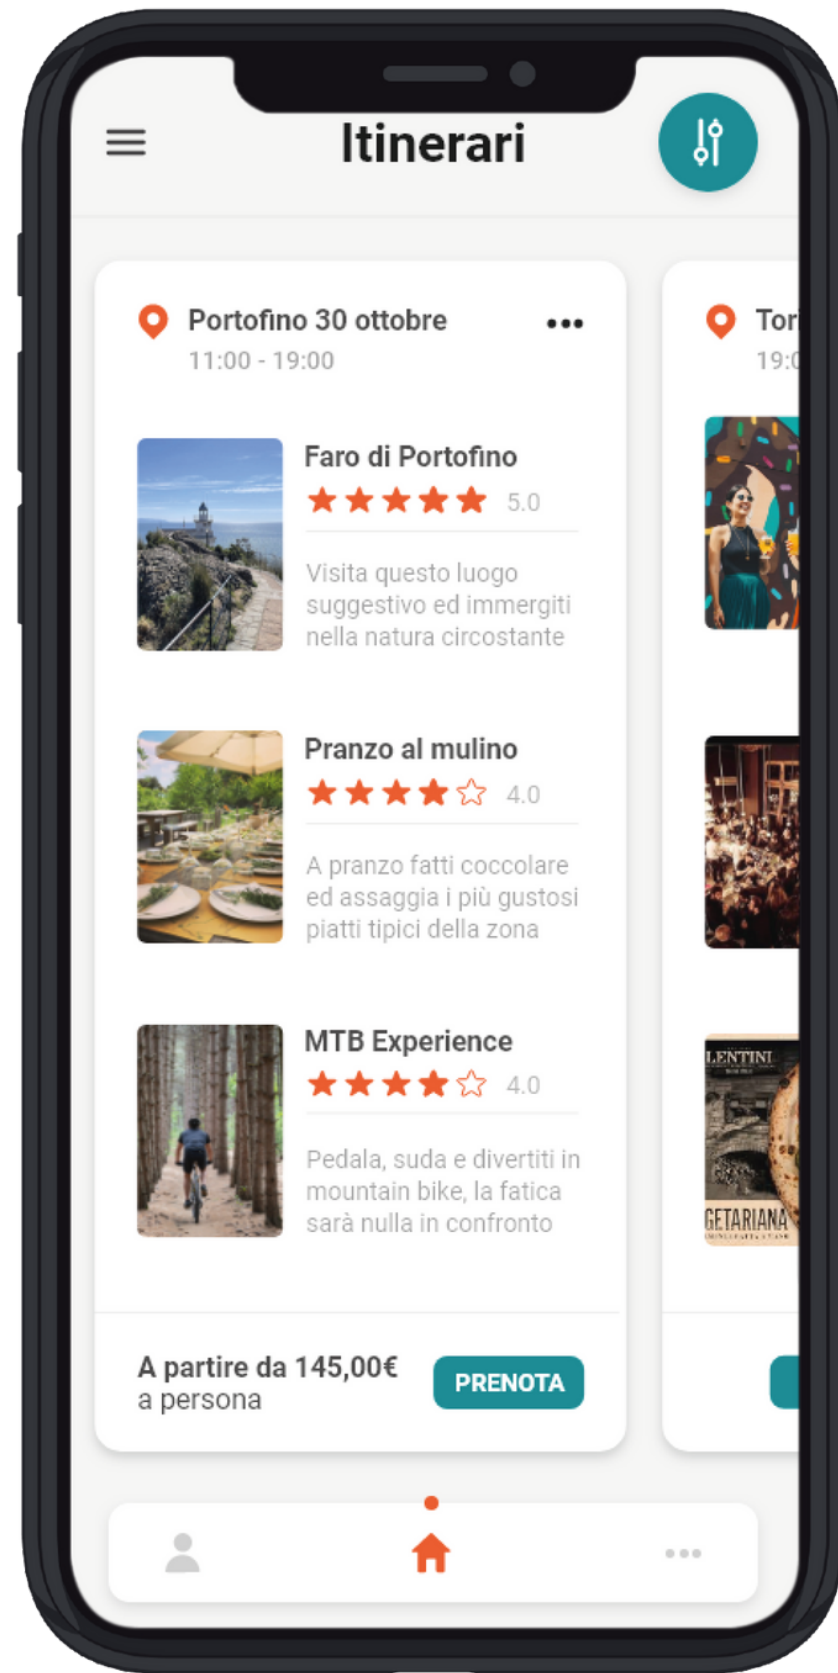 Itinerari
Portofino 30 ottobre
11:00 - 19:00
Faro di Portofino
5.0
Visita questo luogo
suggestivo ed immergiti
nella natura circostante
Pranzo al mulino
4.0
A pranzo fatti coccolare
ed assaggia i più gustosi
piatti tipici della zona
MTB Experience
4.0
Pedala, suda e divertiti in
mountain bike, la fatica
sarà nulla in confronto
A partire da 145,00€
a persona
PRENOTA
Tori
19:0
LENTINI
GETARIANA